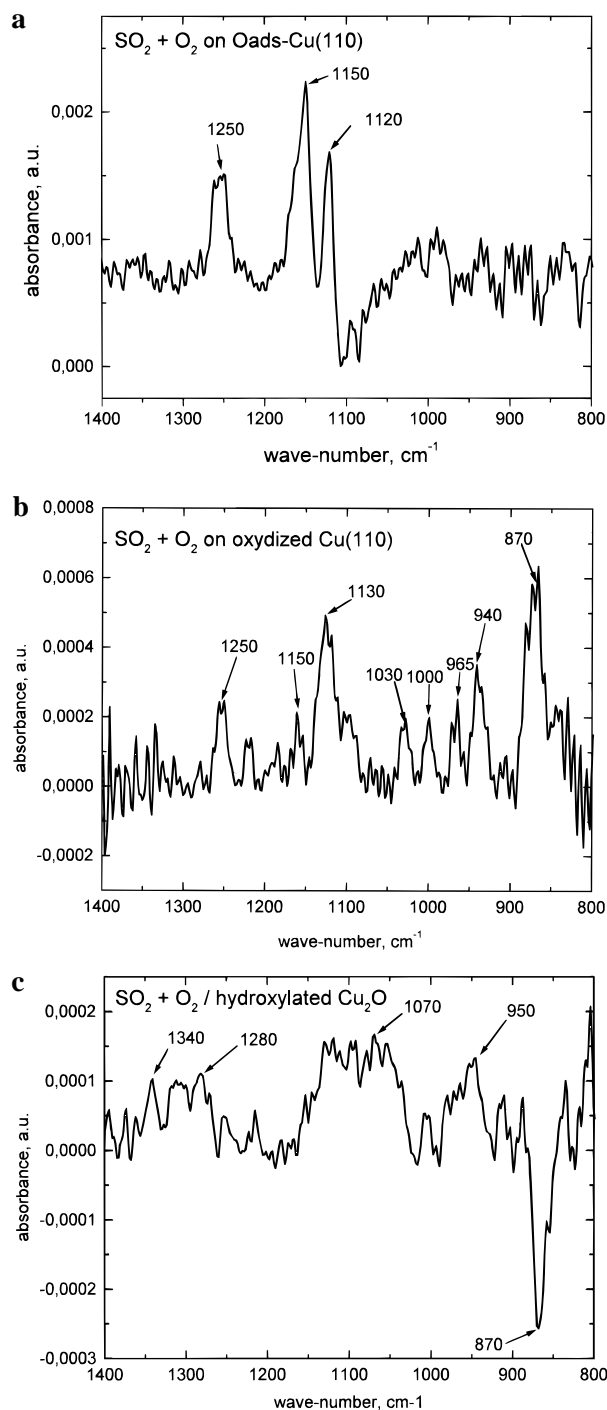 a
SO2 + O2 on Oads-Cu(110)
1150
1120
1250
0,002
0,001
0,000
absorbance, a.u.
1400 1300 1200 1100 1000 900 800
wave-number, cm-1
b
SO2 + O2 on oxydized Cu(110)
870
1130
940
1250
1150
1030 1000 965
0,0008
0,0006
0,0004
0,0002
0,0000
-0,0002
absorbance, a.u.
1400 1300 1200 1100 1000 900 800
wave-number, cm-1
c
SO2 + O2 / hydroxylated Cu2O
1340
1280
1070
950
870
0,0002
0,0001
0,0000
-0,0001
-0,0002
-0,0003
absorbance, a.u.
1400 1300 1200 1100 1000 900 800
wave-number, cm-1